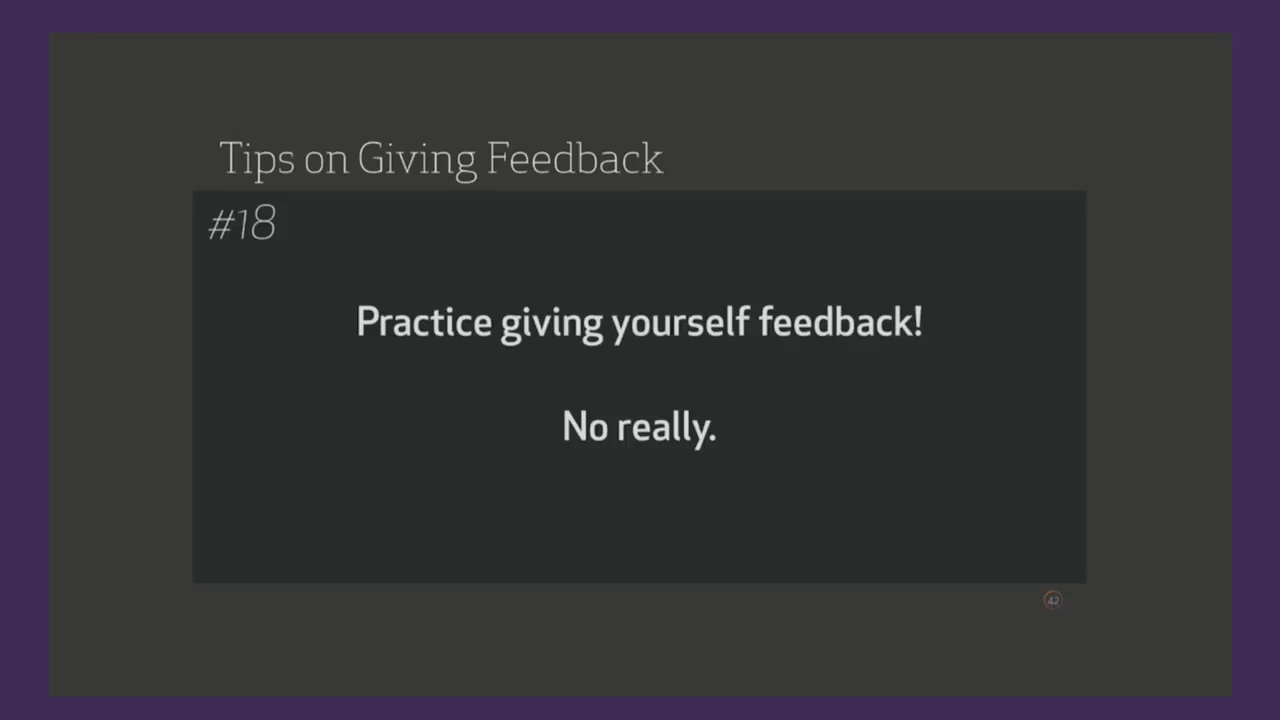 Tips on Giving Feedback
#18
Practice giving yourself feedback!
No really.
42